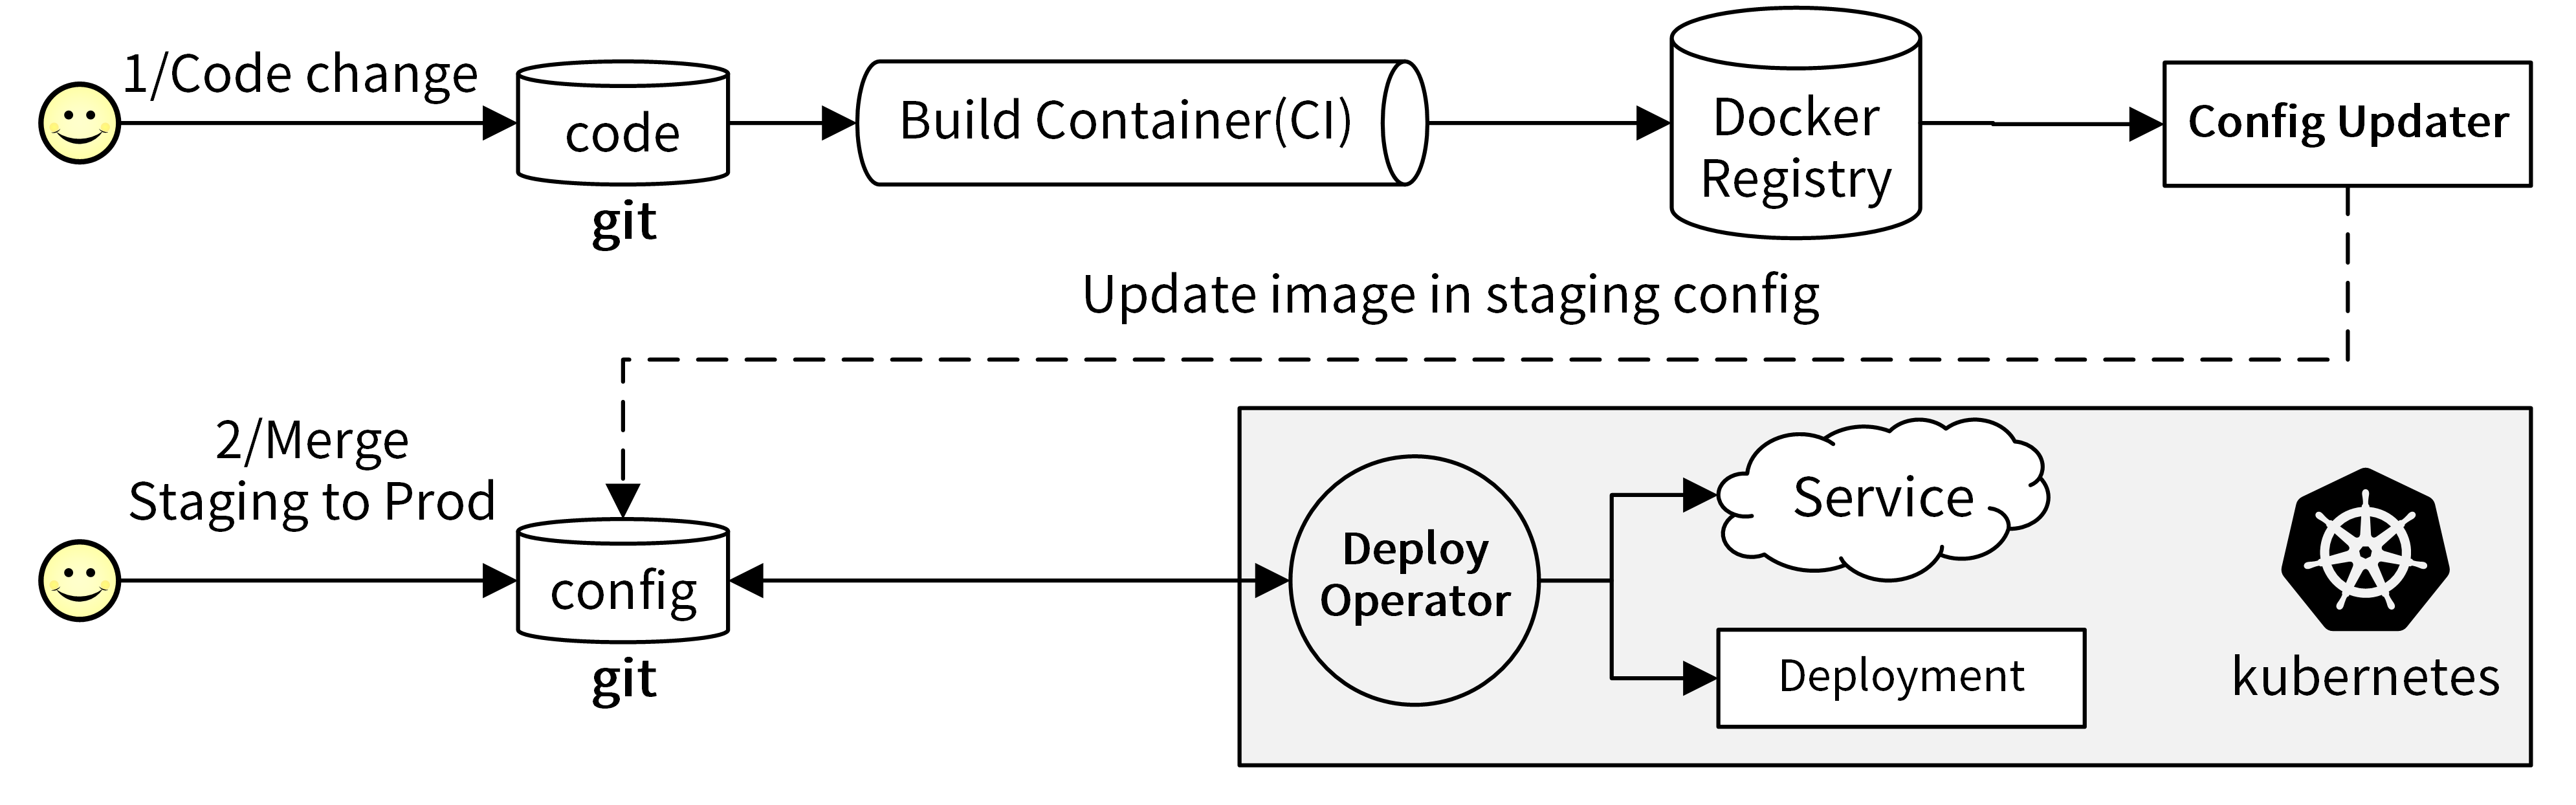 1/Code change
code
git
Build Container(CI)
Docker
Registry
Config Updater
Update image in staging config
2/Merge
Staging to Prod
config
git
Deploy
Operator
Service
Deployment
kubernetes